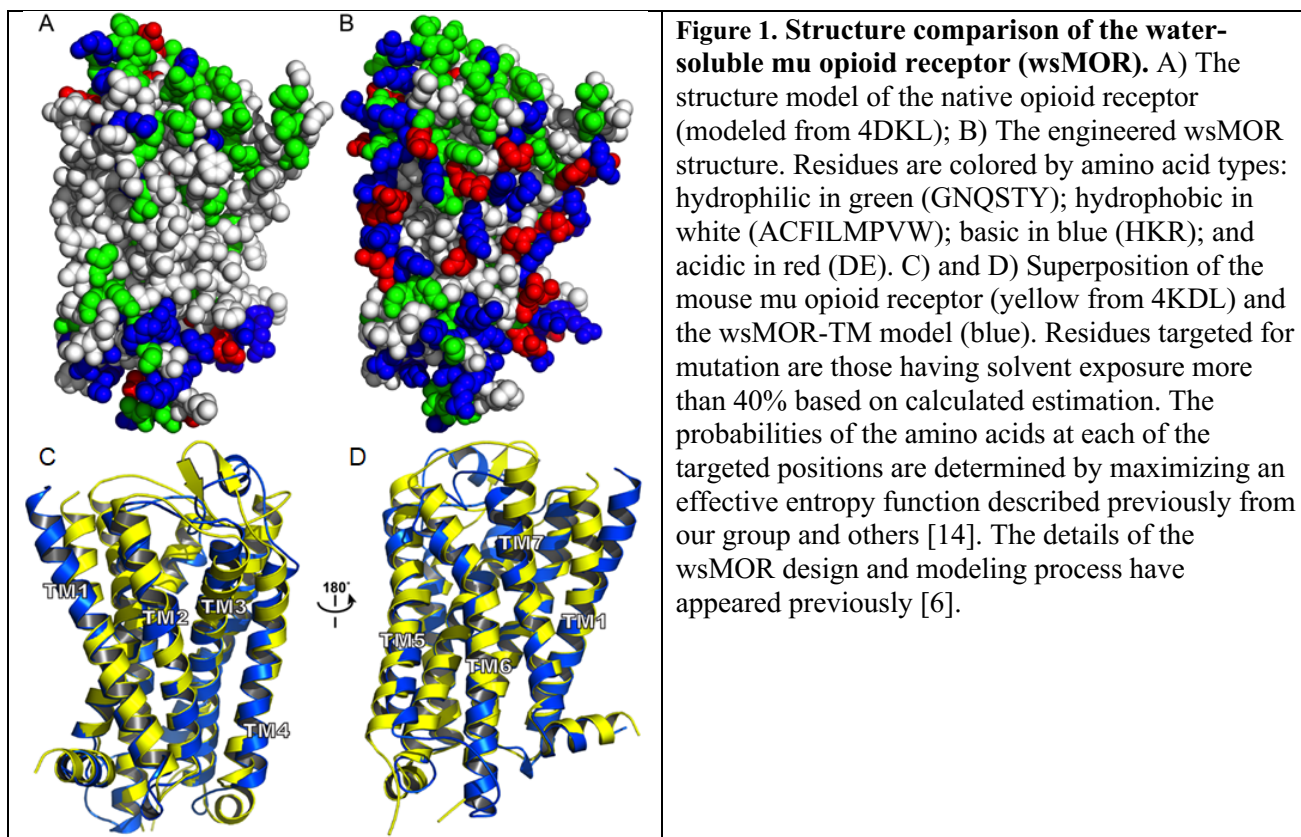 A
B
C
D
TM1
TM2
TM3
TM4
180°
TM7
TM5
TM6
TM1
Figure 1. Structure comparison of the water-
soluble mu opioid receptor (wsMOR). A) The
structure model of the native opioid receptor
(modeled from 4DKL); B) The engineered wsMOR
structure. Residues are colored by amino acid types:
hydrophilic in green (GNQSTY); hydrophobic in
white (ACFILMPVW); basic in blue (HKR); and
acidic in red (DE). C) and D) Superposition of the
mouse mu opioid receptor (yellow from 4KDL) and
the wsMOR-TM model (blue). Residues targeted for
mutation are those having solvent exposure more
than 40% based on calculated estimation. The
probabilities of the amino acids at each of the
targeted positions are determined by maximizing an
effective entropy function described previously from
our group and others [14]. The details of the
wsMOR design and modeling process have
appeared previously [6].